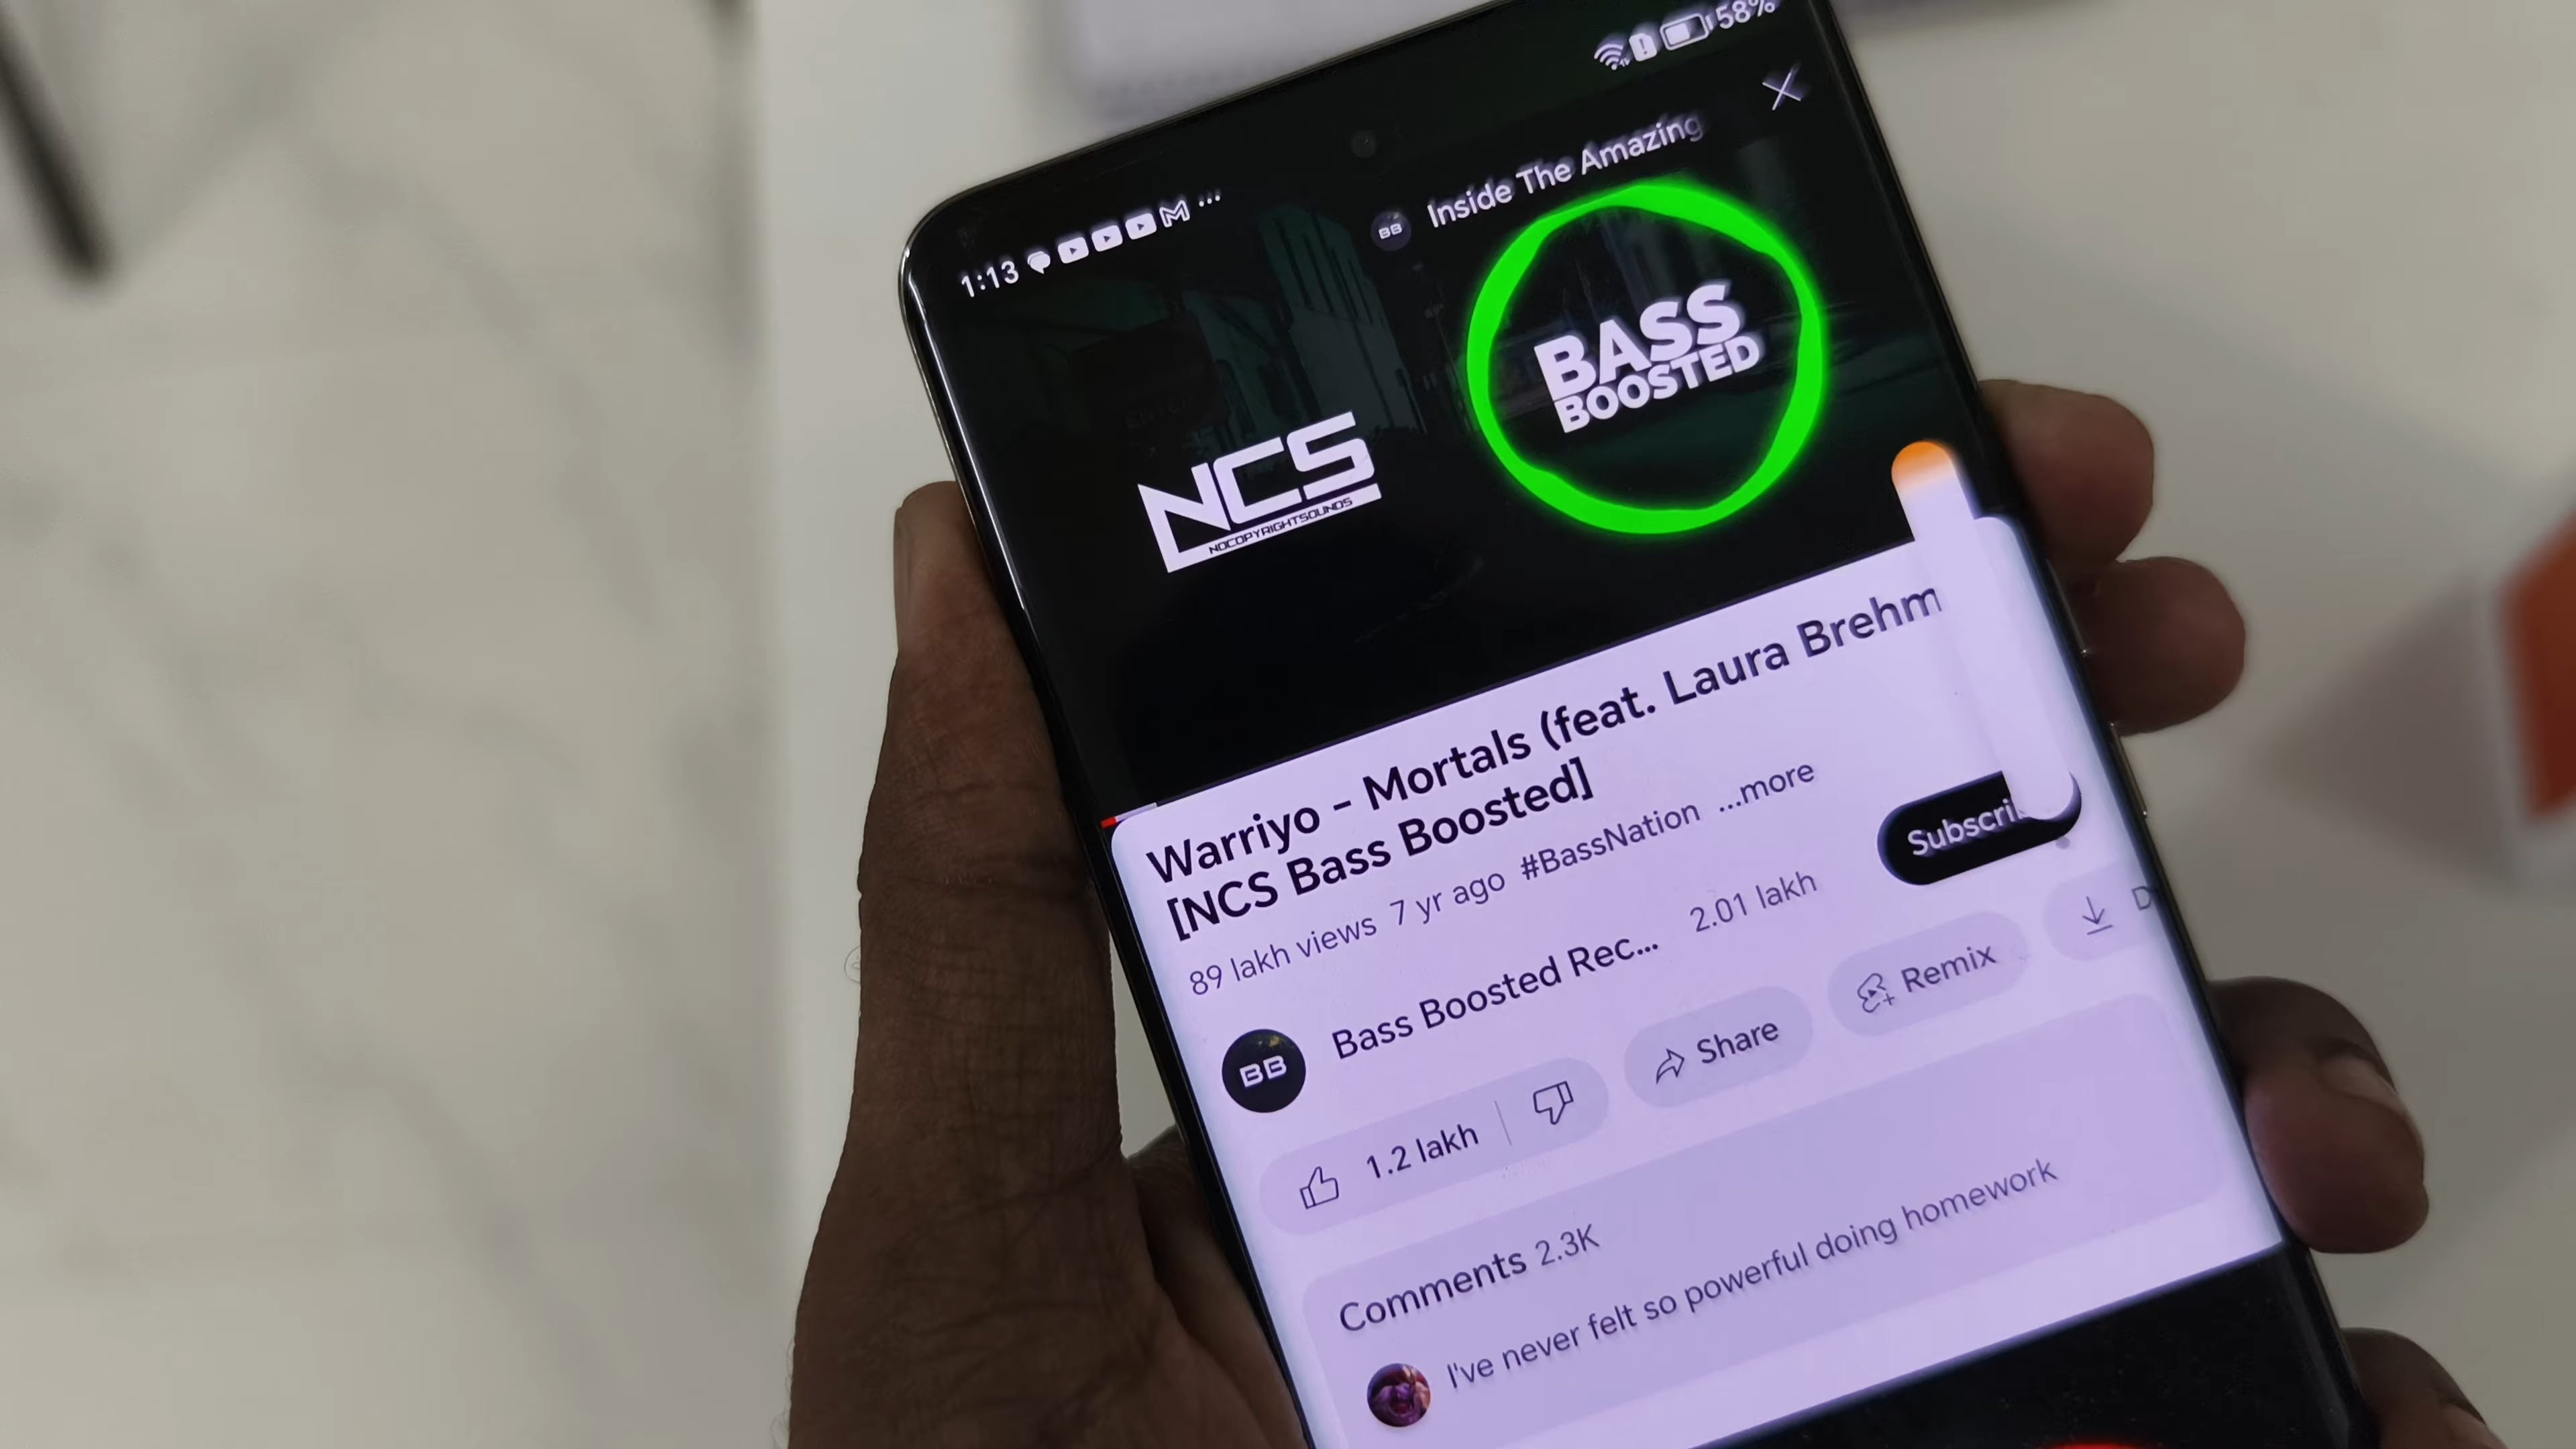 58%
1:13 ...
Inside The Amazing
BB
BASS
BOOSTED
NCS
NOCOPYRIGHTSOUNDS
Warriyo - Mortals (feat. Laura Brehm
[NCS Bass Boosted]
89 lakh views 7 yr ago #BassNation ...more
BB Bass Boosted Rec... 2.01 lakh
1.2 lakh Share Remix D
Comments 2.3K
I've never felt so powerful doing homework